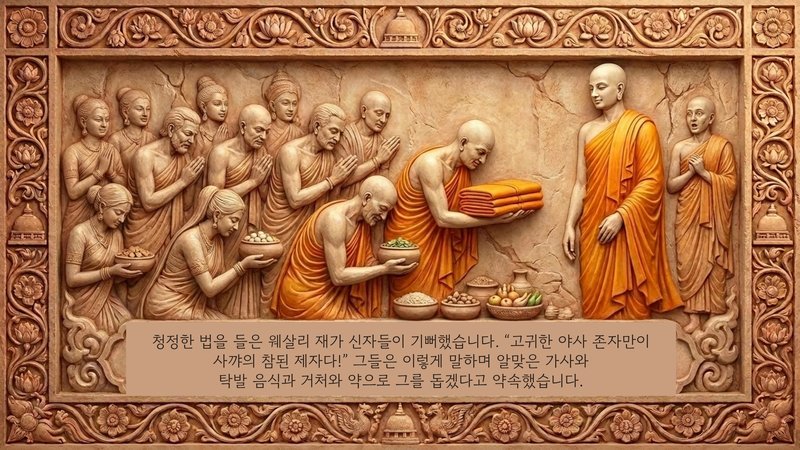 청정한 법을 들은 웨살리 재가 신자들이 기뻐했습니다. “고귀한 야사 존자만이
사꺄의 참된 제자다!” 그들은 이렇게 말하며 알맞은 가사와
탁발 음식과 거처와 약으로 그를 돕겠다고 약속했습니다.